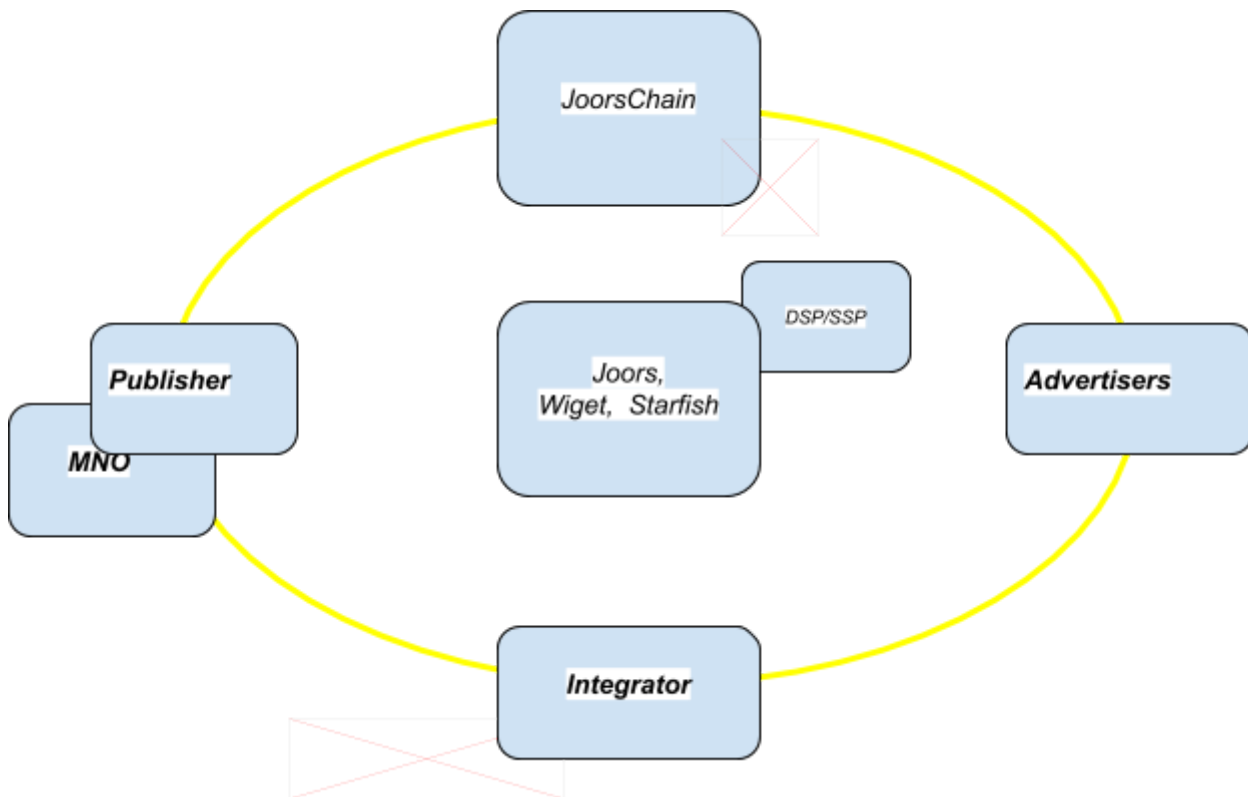 JoorsChain
DSP/SSP
Joors,
Wiget, Starfish
Publisher
Advertisers
MNO
Integrator